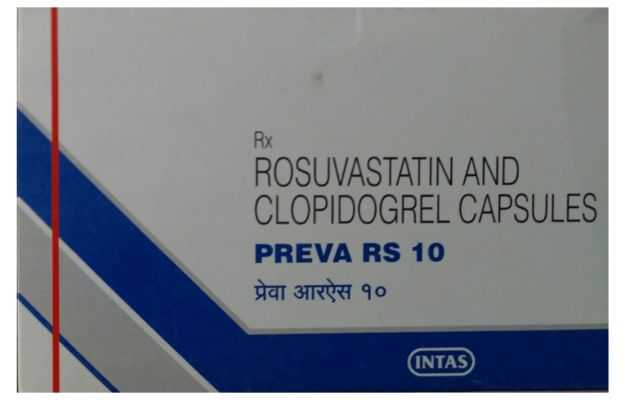 Rx
ROSUVASTATIN AND
CLOPIDOGREL CAPSULES
PREVA RS 10
प्रेवा आरऐस १०
INTAS